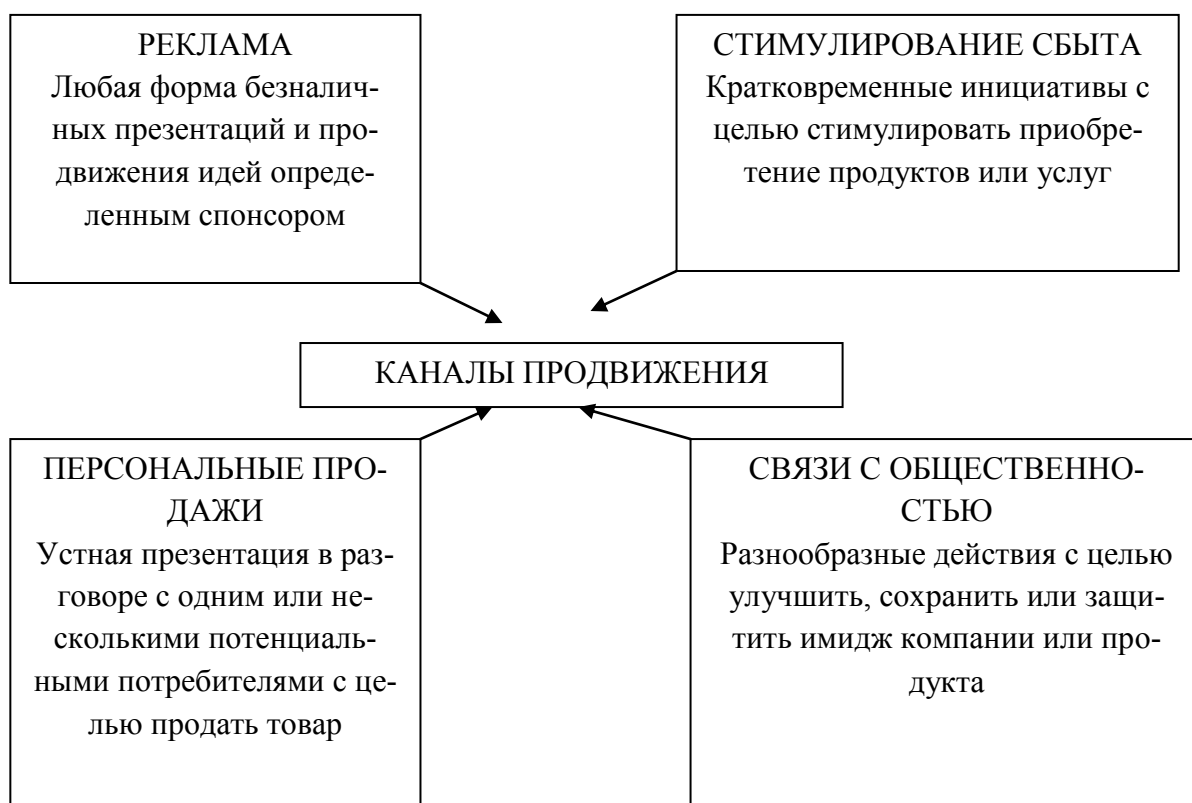 РЕКЛАМА
Любая форма безналич-
ных презентаций и про-
движения идей опреде-
ленным спонсором
СТИМУЛИРОВАНИЕ СБЫТА
Кратковременные инициативы с
целью стимулировать приобре-
тение продуктов или услуг
КАНАЛЫ ПРОДВИЖЕНИЯ
ПЕРСОНАЛЬНЫЕ ПРО-
ДАЖИ
Устная презентация в раз-
говоре с одним или не-
сколькими потенциаль-
ными потребителями с це-
лью продать товар
СВЯЗИ С ОБЩЕСТВЕННО-
СТЬЮ
Разнообразные действия с целью
улучшить, сохранить или защи-
тить имидж компании или про-
дукта